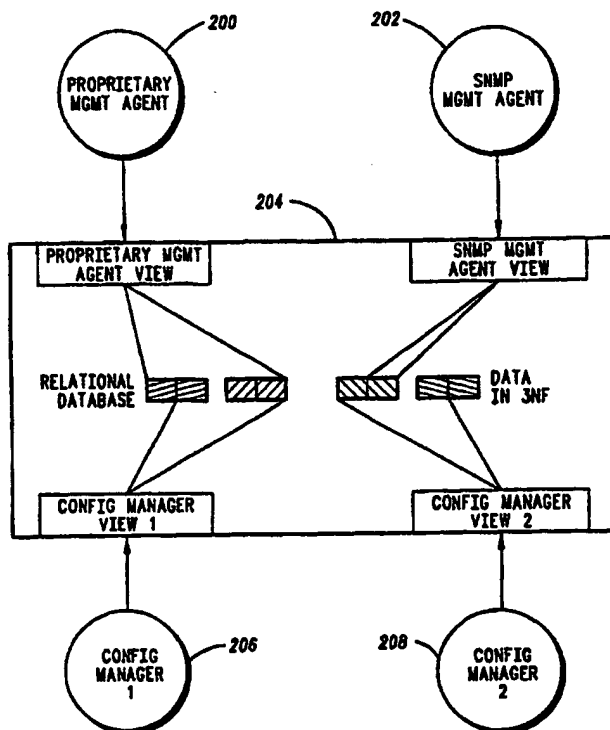 200
202
PROPRIETARY
MGMT AGENT
SNMP
MGMT AGENT
204
PROPRIETARY MGMT
AGENT VIEW
SNMP MGMT
AGENT VIEW
RELATIONAL
DATABASE
DATA
IN 3NF
CONFIG MANAGER
VIEW 1
CONFIG MANAGER
VIEW 2
206
208
CONFIG
MANAGER
1
CONFIG
MANAGER
2